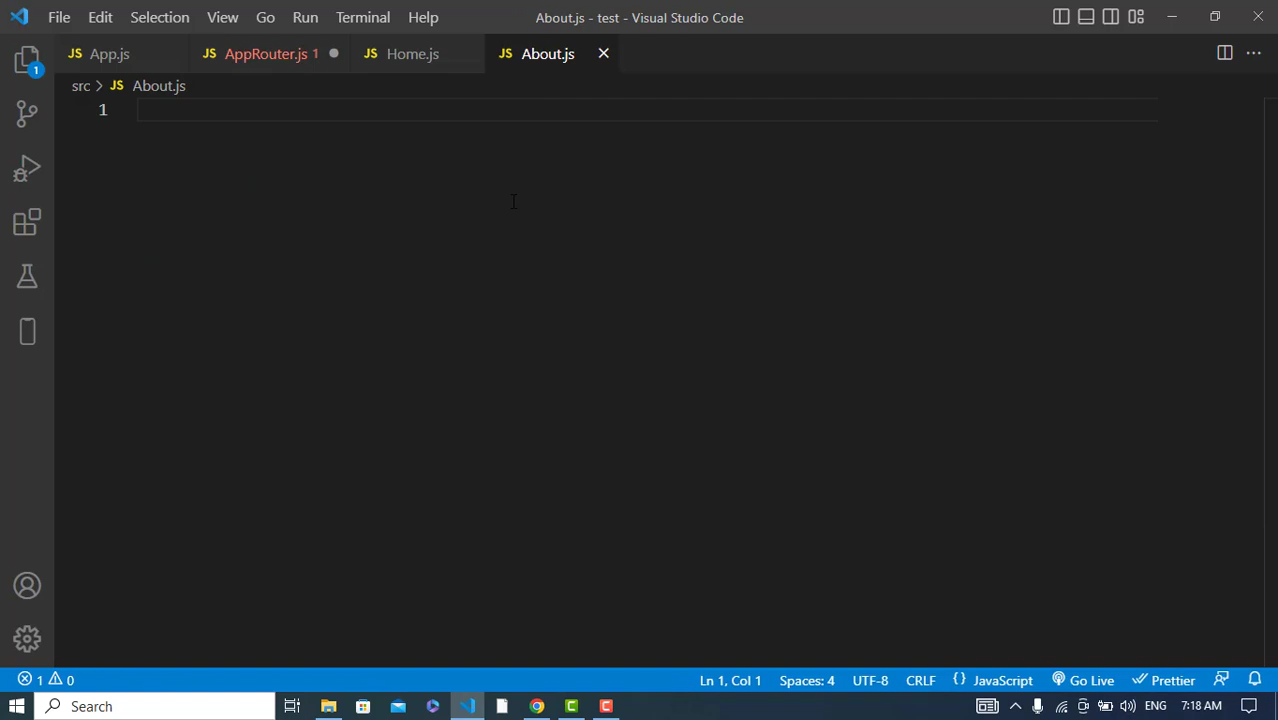 File Edit Selection View Go Run Terminal Help About.js - test - Visual Studio Code
JS App.js JS AppRouter.js 1 JS Home.js JS About.js
1
src JS About.js
1
1 0 Ln 1, Col 1 Spaces: 4 UTF-8 CRLF { } JavaScript Go Live Prettier
Search ENG 7:18 AM